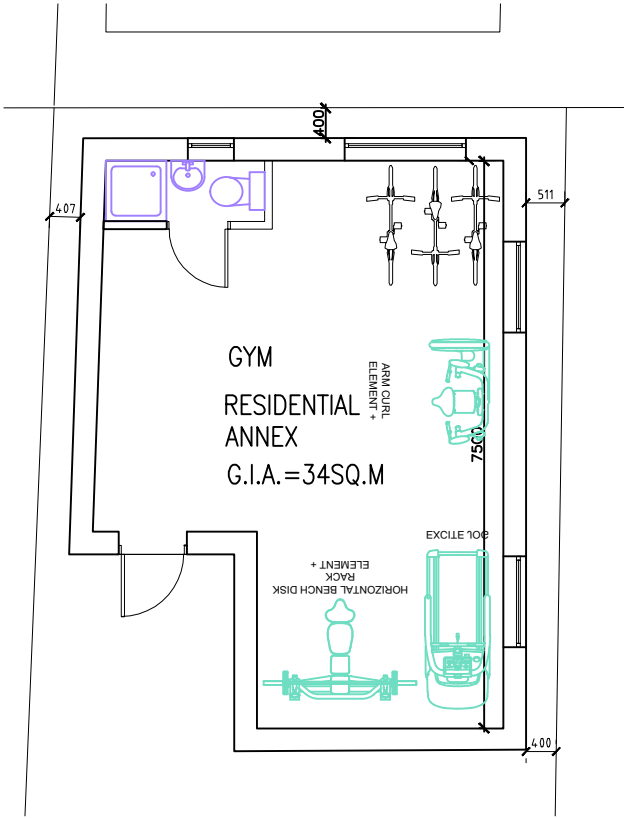 400
407
511
GYM
ARM CURL
ELEMENT +
RESIDENTIAL
ANNEX
7500
G.I.A.=34SQ.M
EXCITE JOG
HORIZONTAL BENCH DISK
RACK
ELEMENT +
400